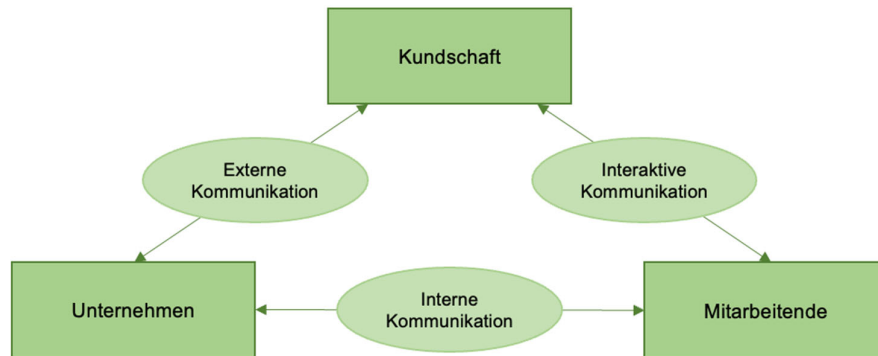 Kundschaft
Externe
Kommunikation
Interaktive
Kommunikation
Unternehmen
Interne
Kommunikation
Mitarbeitende